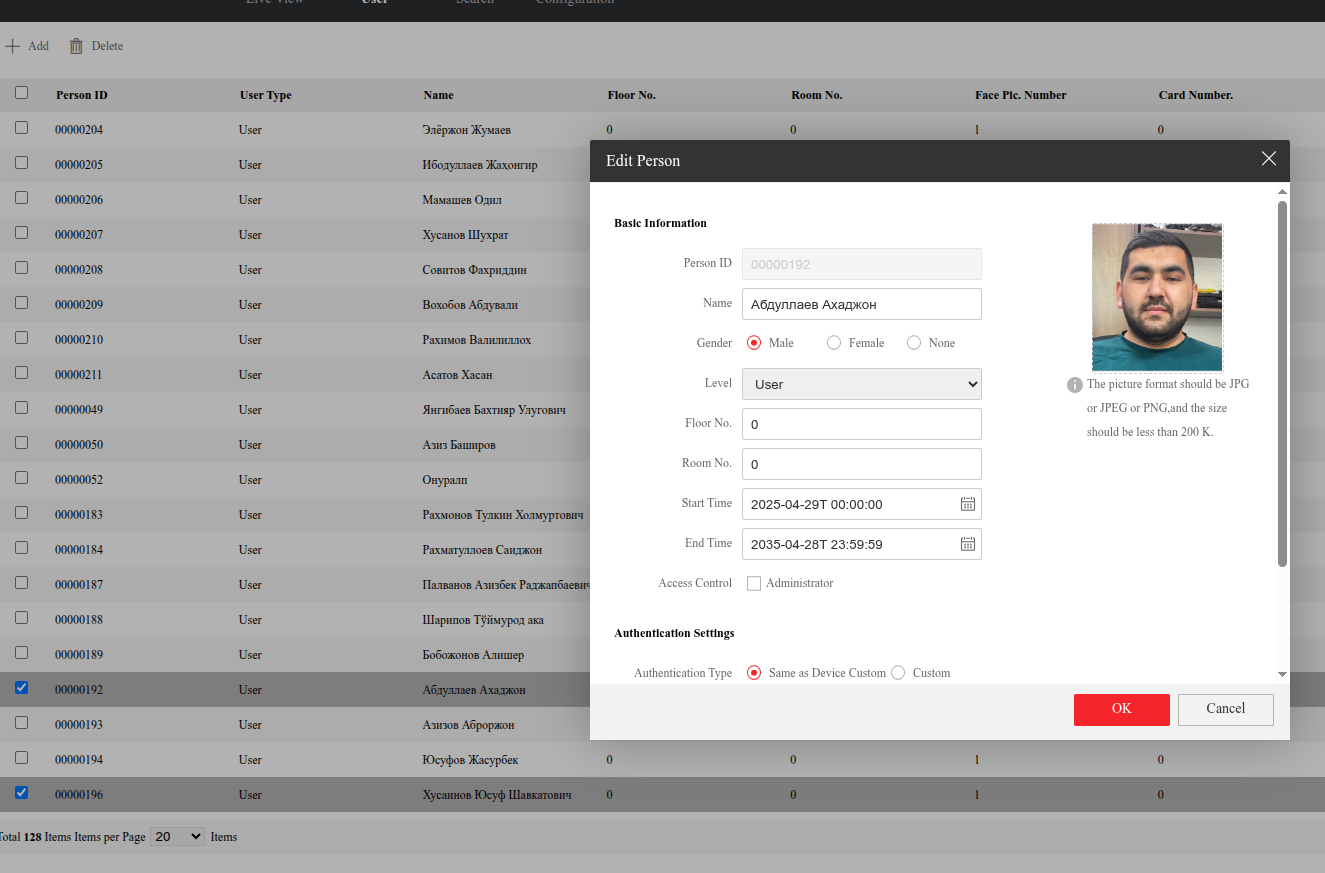 Live View User Search Configuration
Add Delete
Person ID User Type Name Floor No. Room No. Face Pic. Number Card Number.
00000204 User Элёржон Жумаев 0 0 1 0
00000205 User Ибодуллаев Жаҳонгир
00000206 User Мамашев Одил
00000207 User Хусанов Шухрат
00000208 User Совитов Фахриддин
00000209 User Вохобов Абдували
00000210 User Рахимов Валилиллох
00000211 User Асатов Хасан
00000049 User Янгибаев Бахтияр Улугович
00000050 User Азиз Баширов
00000052 User Онуралп
00000183 User Рахмонов Тулкин Холмуртович
00000184 User Рахматуллоев Саиджон
00000187 User Палванов Азизбек Раджапбаевич
00000188 User Шарипов Тўймурод ака
00000189 User Бобожонов Алишер
00000192 User Абдуллаев Ахаджон
00000193 User Азизов Аброржон
00000194 User Юсуфов Жасурбек 0 0 1 0
00000196 User Хусаинов Юсуф Шавкатович 0 0 1 0
Total 128 Items Items per Page 20 Items
Edit Person
Basic Information
Person ID 00000192
Name Абдуллаев Ахаджон
Gender Male Female None
Level User
Floor No. 0
Room No. 0
Start Time 2025-04-29T 00:00:00
End Time 2035-04-28T 23:59:59
Access Control Administrator
The picture format should be JPG
or JPEG or PNG,and the size
should be less than 200 K.
Authentication Settings
Authentication Type Same as Device Custom Custom
OK Cancel